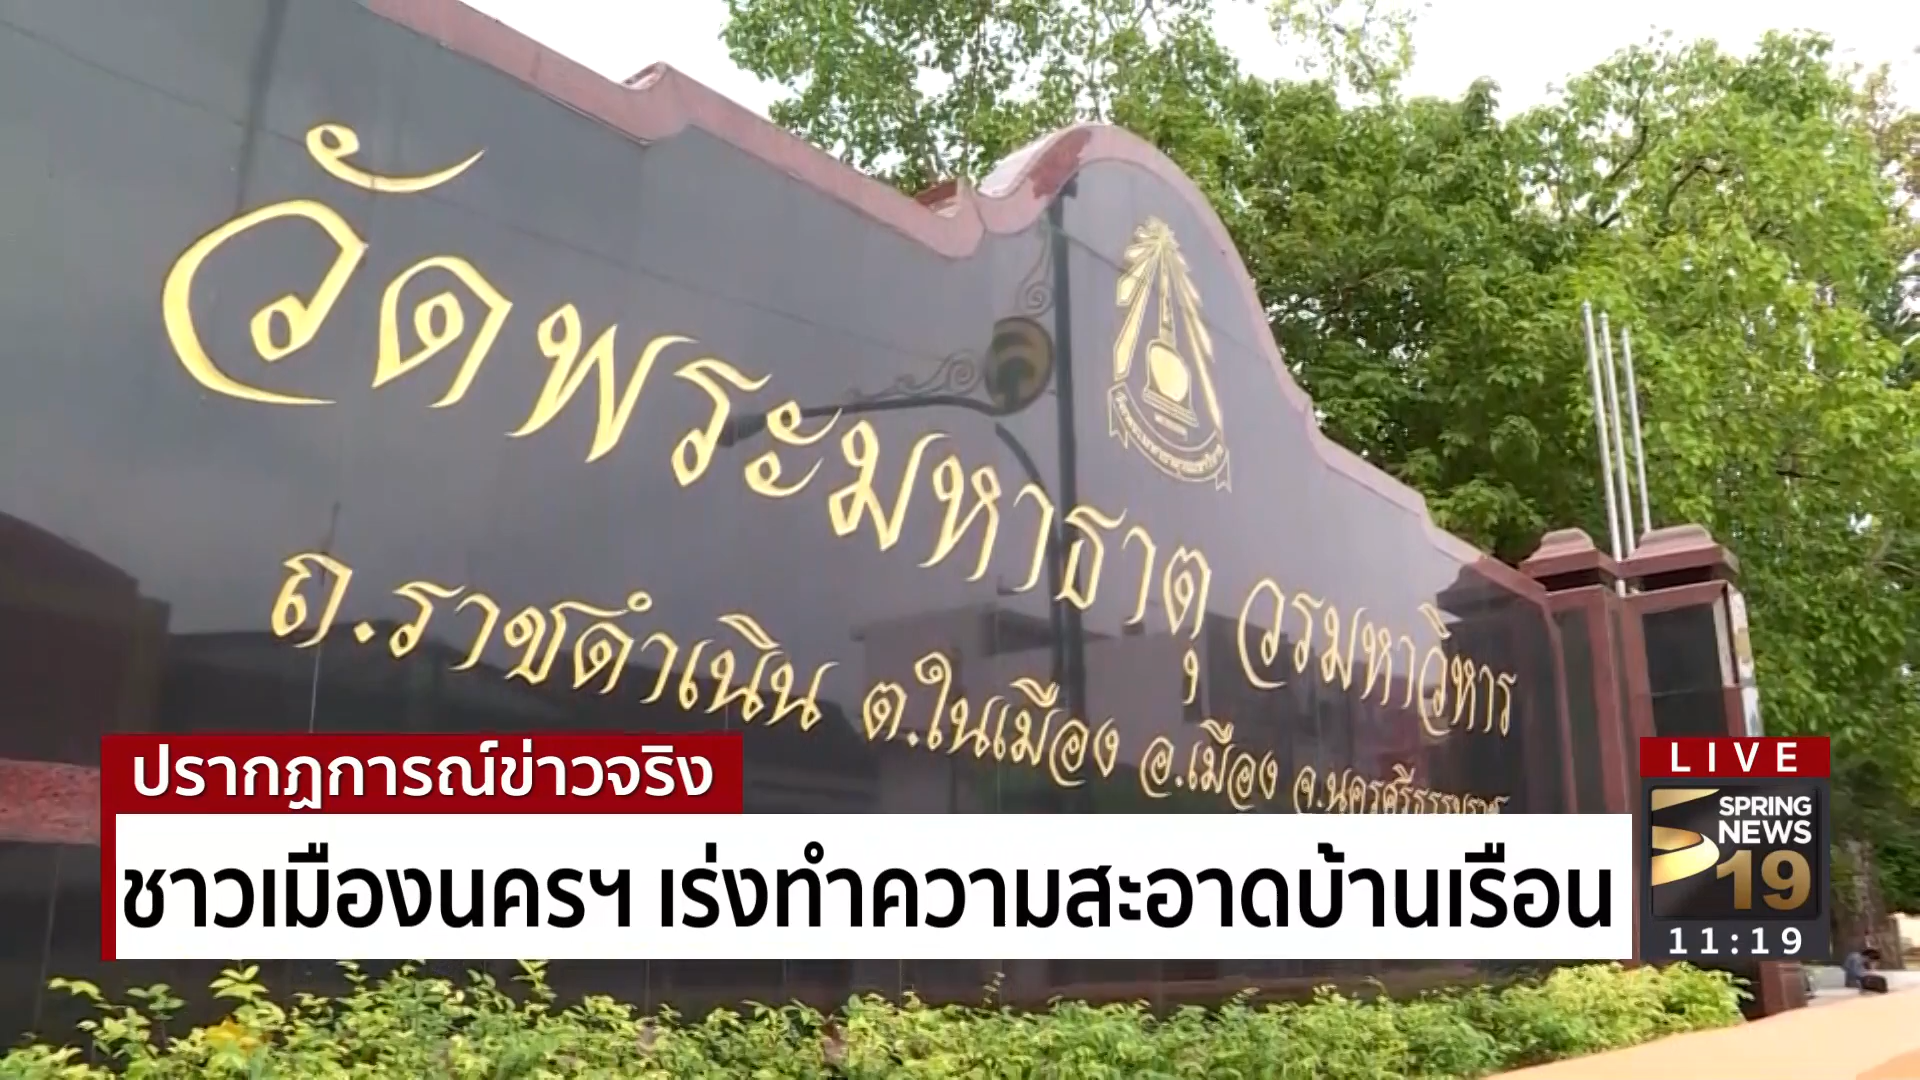 วัดพระมหาธาตุ วรมหาวิหาร
ถ.ราชดำเนิน ต.ในเมือง อ.เมือง จ.นครศรีธรรมราช
ปรากฏการณ์ข่าวจริง
ชาวเมืองนครฯ เร่งทำความสะอาดบ้านเรือน
LIVE
SPRING
NEWS
19
11:19